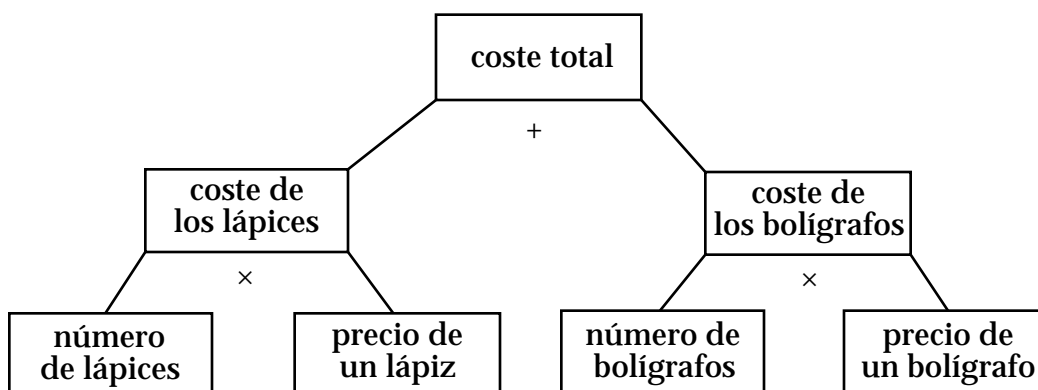 coste total
+
coste de
los lápices
coste de
los bolígrafos
×
×
número
de lápices
precio de
un lápiz
número de
bolígrafos
precio de
un bolígrafo